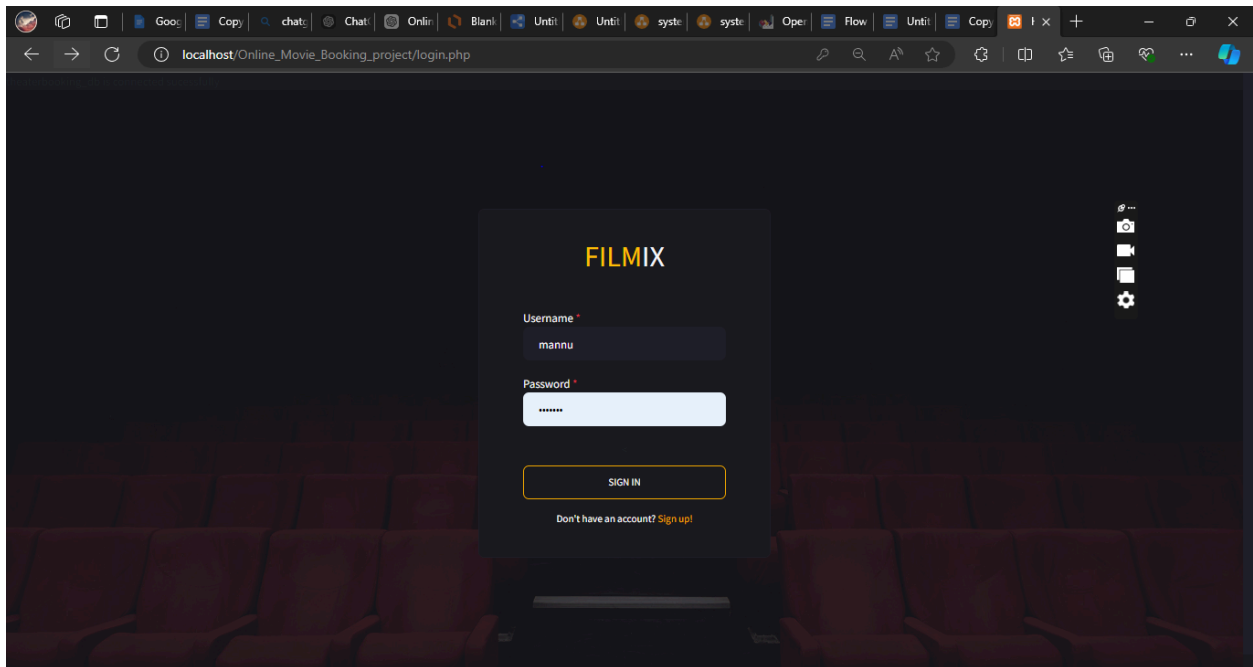 Goog Copy chatg Chat Onlin Blank Untit Untit syste syste Oper Flow Untit Copy
localhost/Online_Movie_Booking_project/login.php
FILMIX
Username *
mannu
Password *
•••••••
SIGN IN
Don't have an account? Sign up!